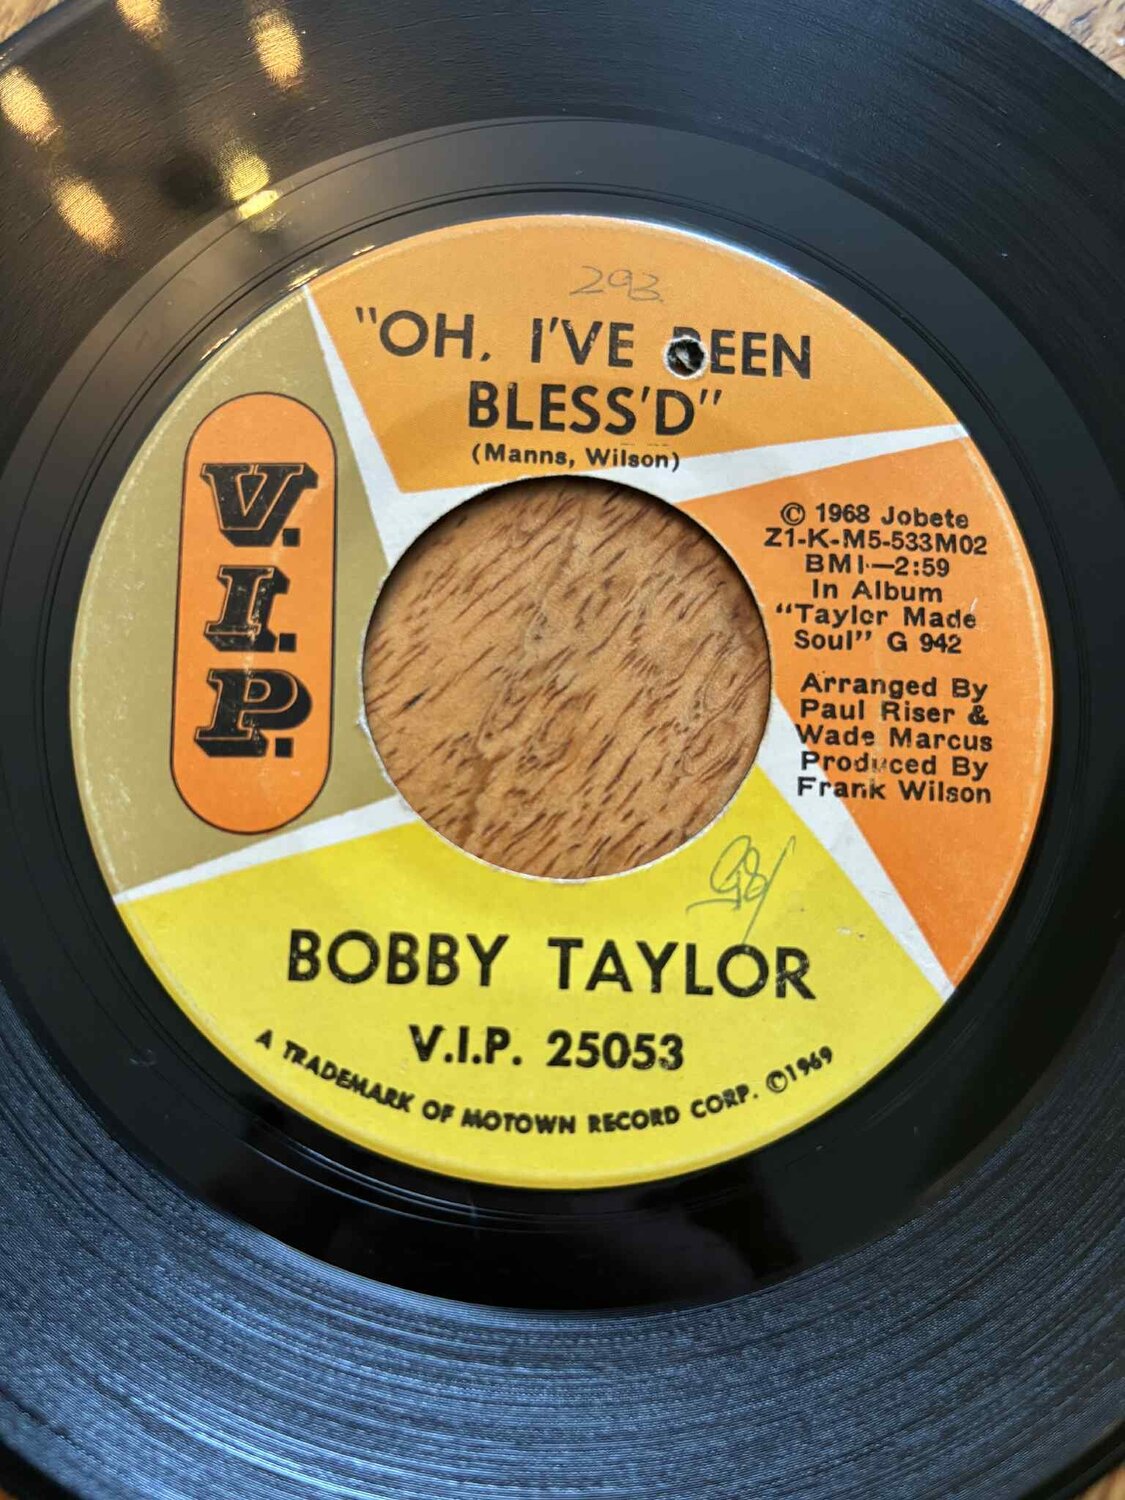 293
"OH, I'VE BEEN
BLESS'D"
(Manns, Wilson)
V.I.P.
© 1968 Jobete
Z1-K-M5-533M02
BMI—2:59
In Album
"Taylor Made
Soul" G 942
Arranged By
Paul Riser &
Wade Marcus
Produced By
Frank Wilson
BOBBY TAYLOR
V.I.P. 25053
A TRADEMARK OF MOTOWN RECORD CORP. ©1969